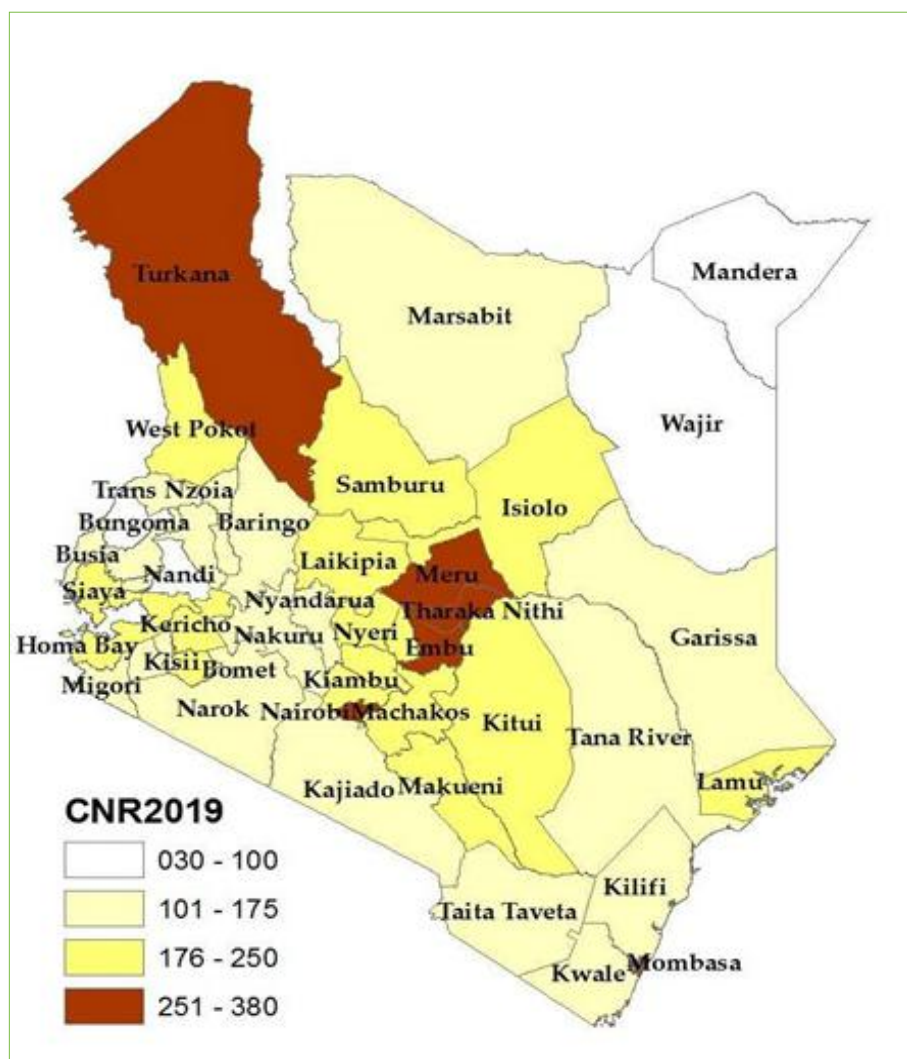 Turkana
Mandera
Marsabit
Wajir
West Pokot
Samburu
Trans Nzoia
Isiolo
Bungoma
Baringo
Busia
Laikipia
Nandi
Meru
Siaya
Nyandarua
Tharaka Nithi
Kericho
Nyeri
Garissa
Homa Bay
Nakuru
Embu
Kisii
Bomet
Kiambu
Migori
Narok
Nairobi
Machakos
Kitui
Tana River
Kajiado
Makueni
Lamu
CNR2019
030 - 100
101 - 175
176 - 250
251 - 380
Kilifi
Taita Taveta
Kwale
Mombasa